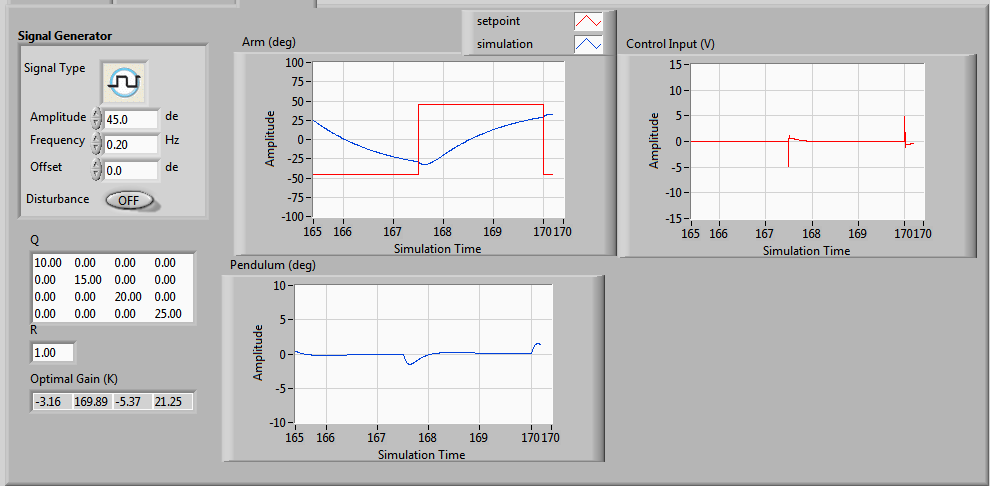 Signal Generator
Signal Type
Amplitude 45.0 de
Frequency 0.20 Hz
Offset 0.0 de
Disturbance OFF
Q
10.00 0.00 0.00 0.00
0.00 15.00 0.00 0.00
0.00 0.00 20.00 0.00
0.00 0.00 0.00 25.00
R
1.00
Optimal Gain (K)
-3.16 169.89 -5.37 21.25
setpoint
simulation
Arm (deg)
Amplitude
100
75
50
25
0
-25
-50
-75
-100
165 166 167 168 169 170 170
Simulation Time
Control Input (V)
Amplitude
15
10
5
0
-5
-10
-15
165 166 167 168 169 170 170
Simulation Time
Pendulum (deg)
Amplitude
10
5
0
-5
-10
165 166 167 168 169 170 170
Simulation Time